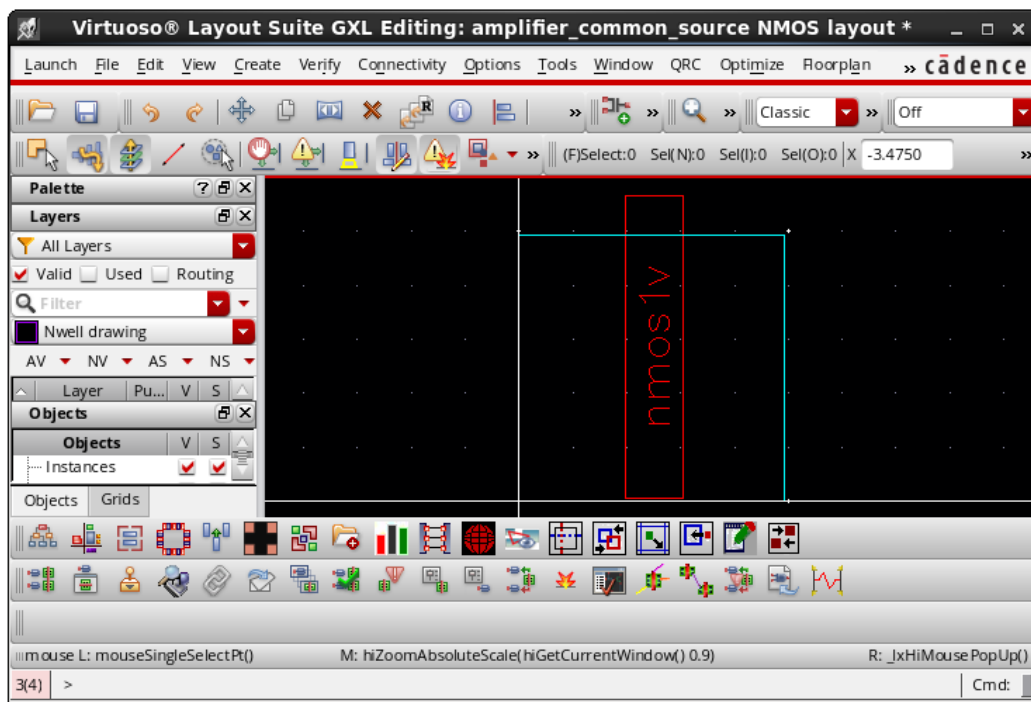 Virtuoso® Layout Suite GXL Editing: amplifier_common_source NMOS layout *
Launch File Edit View Create Verify Connectivity Options Tools Window QRC Optimize Floorplan » cādence
» » » Classic » Off
» (F)Select:0 Sel(N):0 Sel(I):0 Sel(O):0 X -3.4750 »
Palette
Layers
All Layers
Valid Used Routing
Filter
Nwell drawing
AV NV AS NS
Layer Pu... V S
Objects
Objects V S
Instances
Objects Grids
nmos1v
mouse L: mouseSingleSelectPt() M: hiZoomAbsoluteScale(hiGetCurrentWindow() 0.9) R: _lxHiMousePopUp()
3(4) > Cmd: